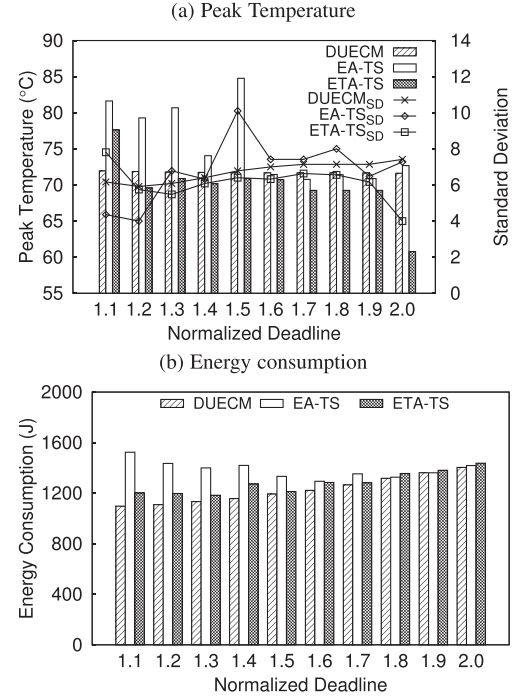 (a) Peak Temperature
Peak Temperature (°C)
90
85
80
75
70
65
60
55
14
12
10
8
6
4
2
0
Standard Deviation
DUECM
EA-TS
ETA-TS
DUECM_SD
EA-TS_SD
ETA-TS_SD
1.1 1.2 1.3 1.4 1.5 1.6 1.7 1.8 1.9 2.0
Normalized Deadline
(b) Energy consumption
Energy Consumption (J)
2000
1600
1200
800
400
0
DUECM EA-TS ETA-TS
1.1 1.2 1.3 1.4 1.5 1.6 1.7 1.8 1.9 2.0
Normalized Deadline